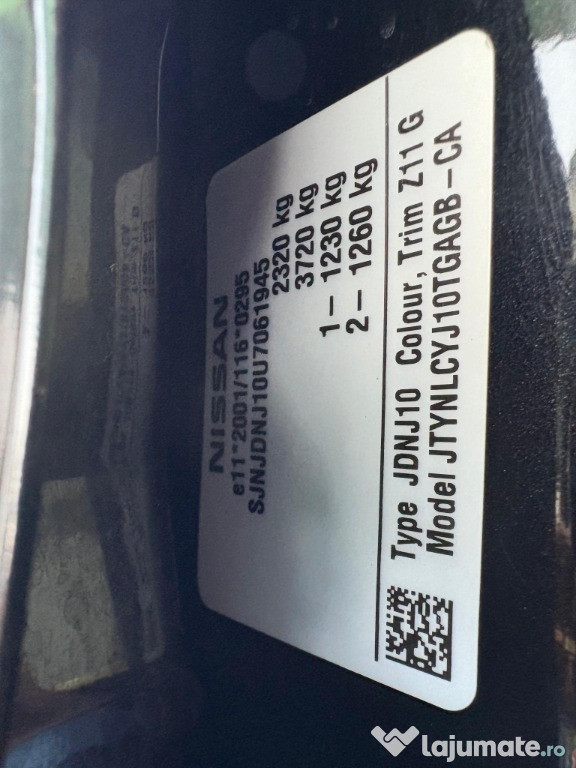 NISSAN
e11*2001/116*0295
SJNJDNJ10U7061945
2320 kg
3720 kg
1– 1230 kg
2– 1260 kg
Type JDNJ10 Colour, Trim Z11 G
Model JTYNLCYJ10TGAGB–CA
lajumate.ro